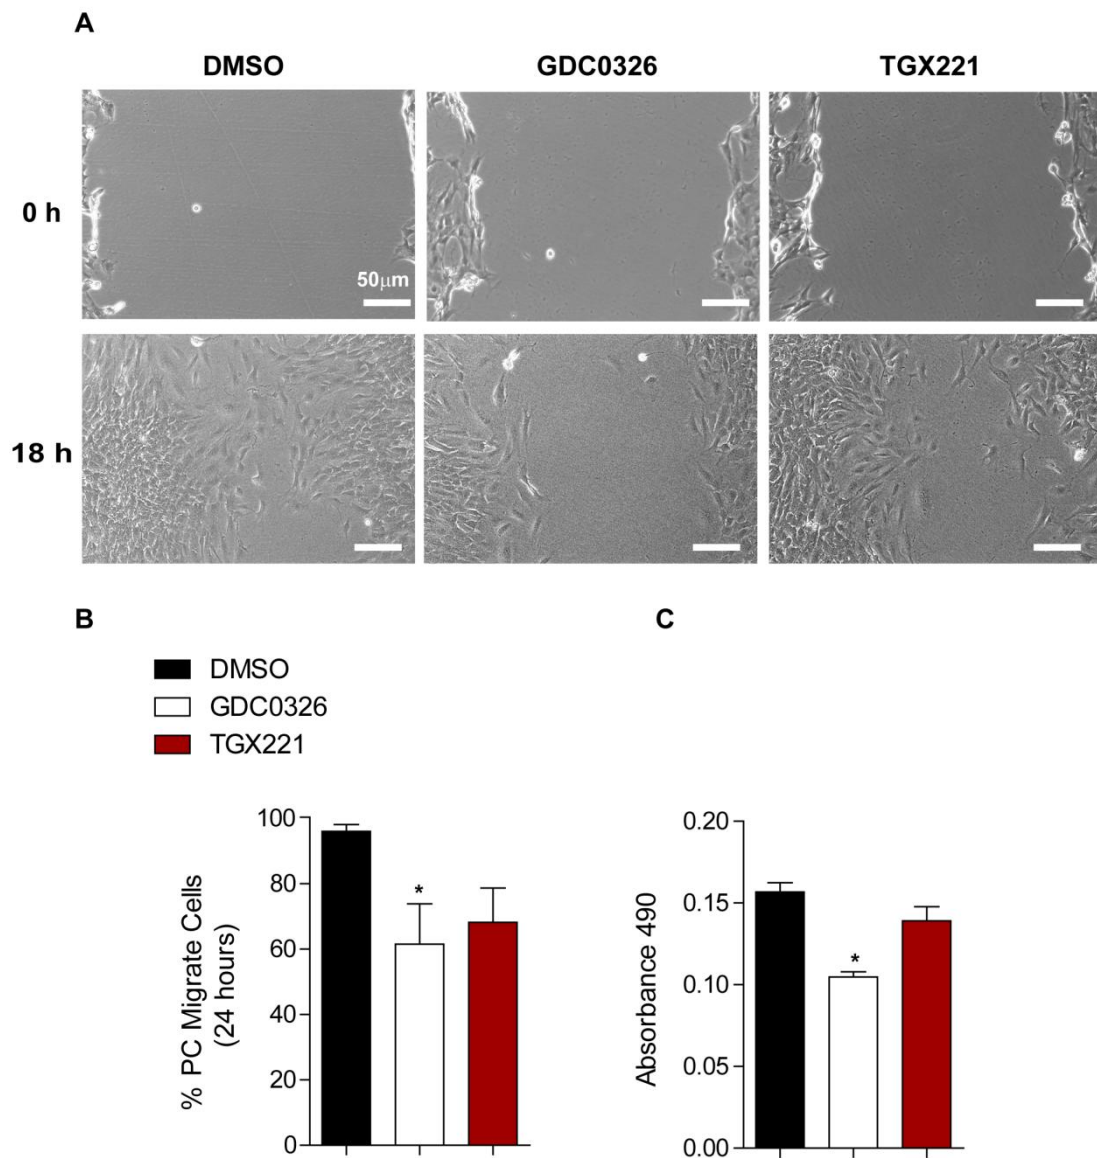 A
DMSO
GDC0326
TGX221
0 h
50μm
18 h
B
C
DMSO
GDC0326
TGX221
% PC Migrate Cells
(24 hours)
100
80
60
40
20
0
*
Absorbance 490
0.20
0.15
0.10
0.05
0.00
*